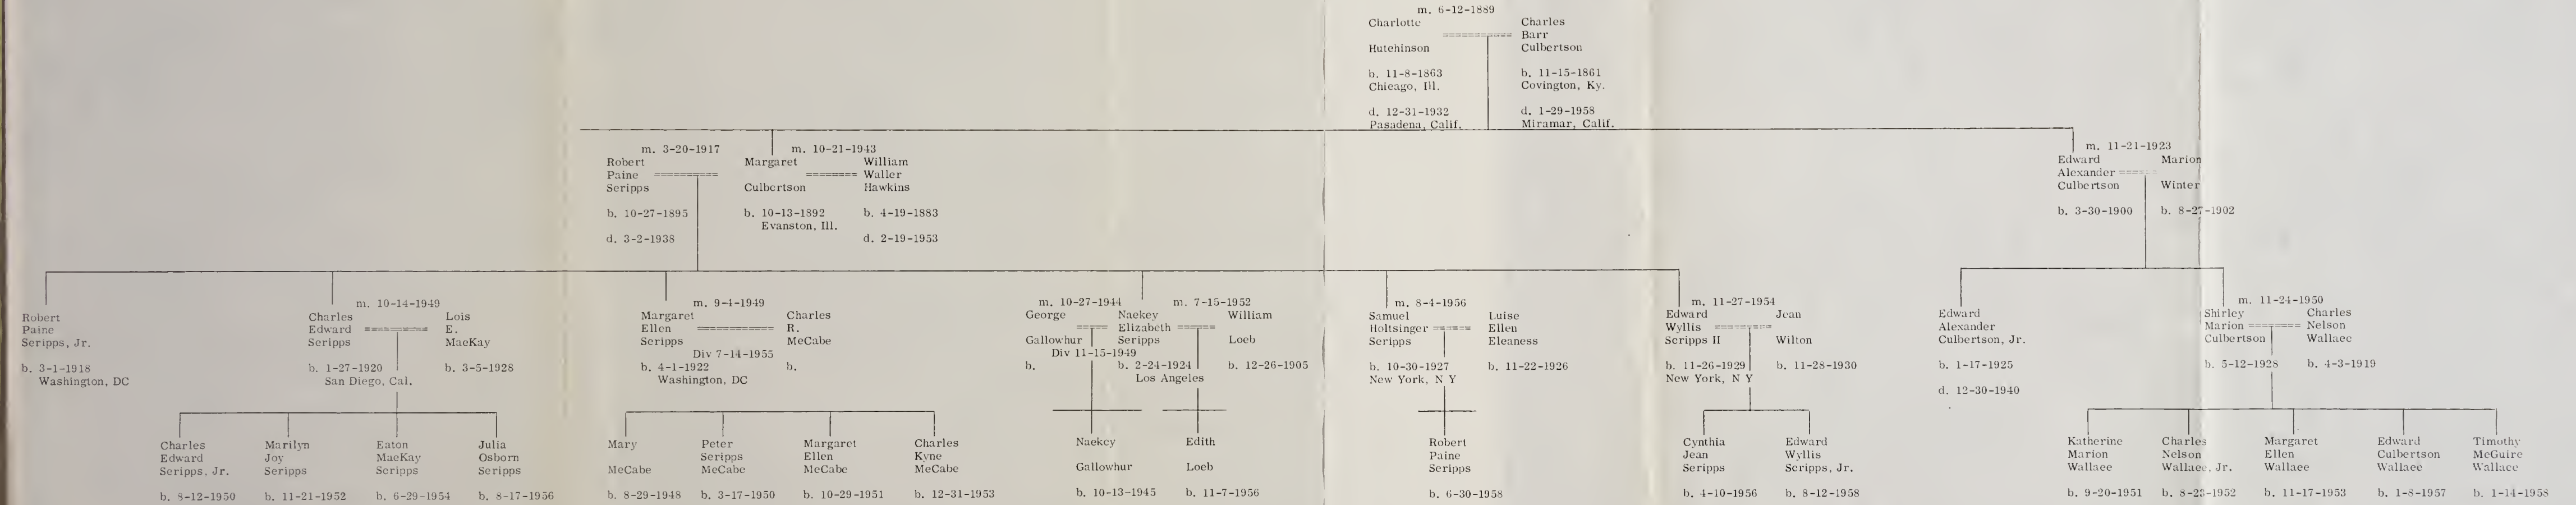 m. 6-12-1889
Charlotte
Hutchinson
b. 11-8-1863
Chicago, Ill.
d. 12-31-1932
Pasadena, Calif.
Charles
Barr
Culbertson
b. 11-15-1861
Covington, Ky.
d. 1-29-1958
Miramar, Calif.
m. 3-20-1917
Robert
Paine
Scripps
b. 10-27-1895
d. 3-2-1938
Margaret
Culbertson
b. 10-13-1892
Evanston, Ill.
m. 10-21-1943
William
Waller
Hawkins
b. 4-19-1883
d. 2-19-1953
m. 11-21-1923
Edward
Alexander
Culbertson
b. 3-30-1900
Marion
Winter
b. 8-27-1902
Robert
Paine
Scripps, Jr.
b. 3-1-1918
Washington, DC
m. 10-14-1949
Charles
Edward
Scripps
b. 1-27-1920
San Diego, Cal.
Lois
E.
MacKay
b. 3-5-1928
m. 9-4-1949
Margaret
Ellen
Scripps
Div 7-14-1955
b. 4-1-1922
Washington, DC
Charles
R.
McCabe
b.
m. 10-27-1944
George
Gallowhur
Div 11-15-1949
b.
Nackey
Elizabeth
Scripps
b. 2-24-1924
Los Angeles
m. 7-15-1952
William
Loeb
b. 12-26-1905
m. 8-4-1956
Samuel
Holtsinger
Scripps
b. 10-30-1927
New York, N Y
Luise
Ellen
Eleaness
b. 11-22-1926
m. 11-27-1954
Edward
Wyllis
Scripps II
b. 11-26-1929
New York, N Y
Jean
Wilton
b. 11-28-1930
Edward
Alexander
Culbertson, Jr.
b. 1-17-1925
d. 12-30-1940
m. 11-24-1950
Shirley
Marion
Culbertson
b. 5-12-1928
Charles
Nelson
Wallace
b. 4-3-1919
Charles
Edward
Scripps, Jr.
b. 8-12-1950
Marilyn
Joy
Scripps
b. 11-21-1952
Eaton
MacKay
Scripps
b. 6-29-1954
Julia
Osborn
Scripps
b. 8-17-1956
Mary
McCabe
b. 8-29-1948
Peter
Scripps
McCabe
b. 3-17-1950
Margaret
Ellen
McCabe
b. 10-29-1951
Charles
Kyne
McCabe
b. 12-31-1953
Nackey
Gallowhur
b. 10-13-1945
Edith
Loeb
b. 11-7-1956
Robert
Paine
Scripps
b. 6-30-1958
Cynthia
Jean
Scripps
b. 4-10-1956
Edward
Wyllis
Scripps, Jr.
b. 8-12-1958
Katherine
Marion
Wallace
b. 9-20-1951
Charles
Nelson
Wallace, Jr.
b. 8-23-1952
Margaret
Ellen
Wallace
b. 11-17-1953
Edward
Culbertson
Wallace
b. 1-8-1957
Timothy
McGuire
Wallace
b. 1-14-1958